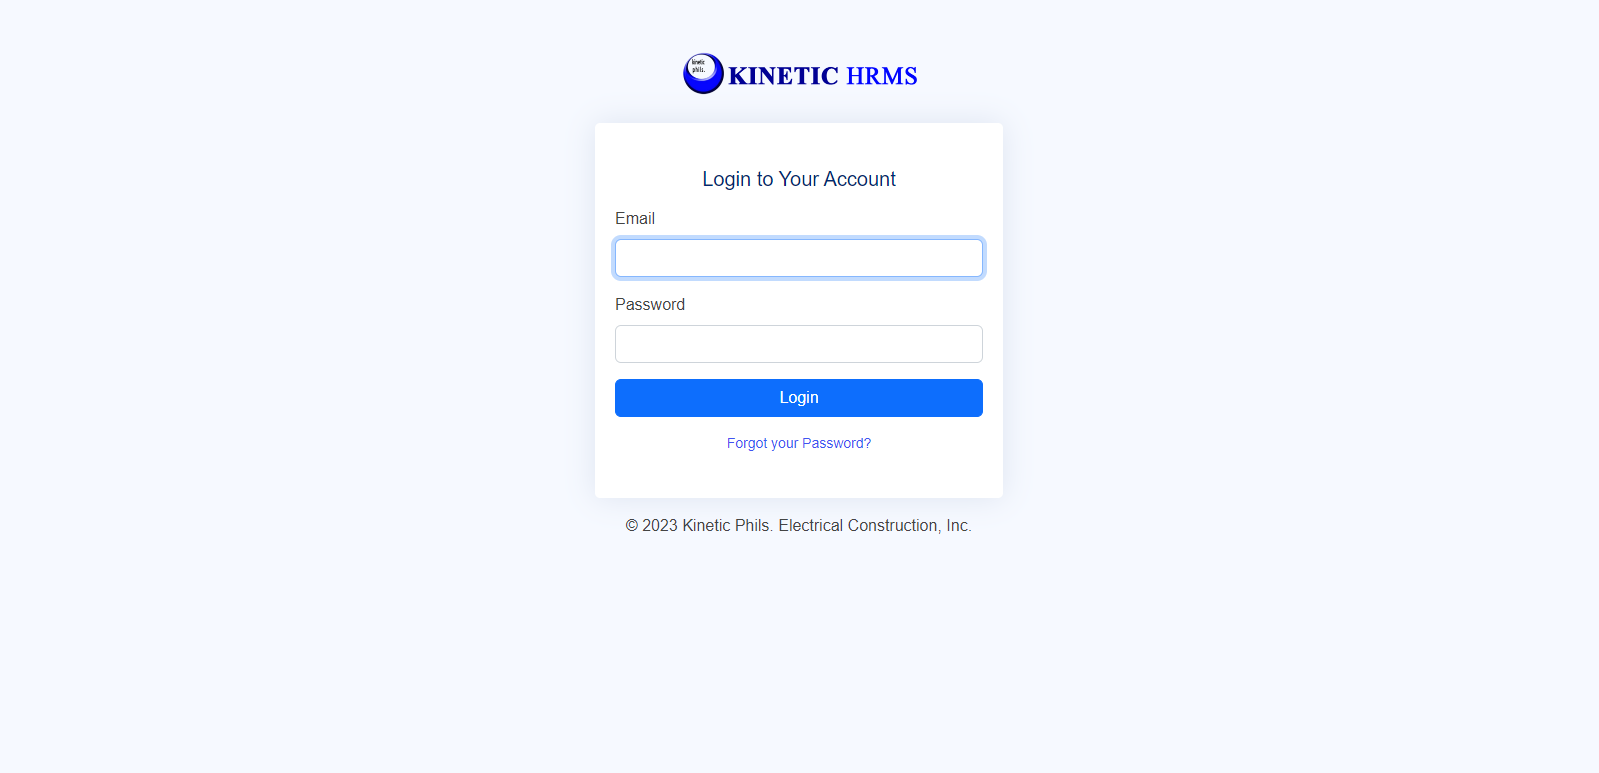 kinetic
phils.
KINETIC HRMS
Login to Your Account
Email
Password
Login
Forgot your Password?
© 2023 Kinetic Phils. Electrical Construction, Inc.